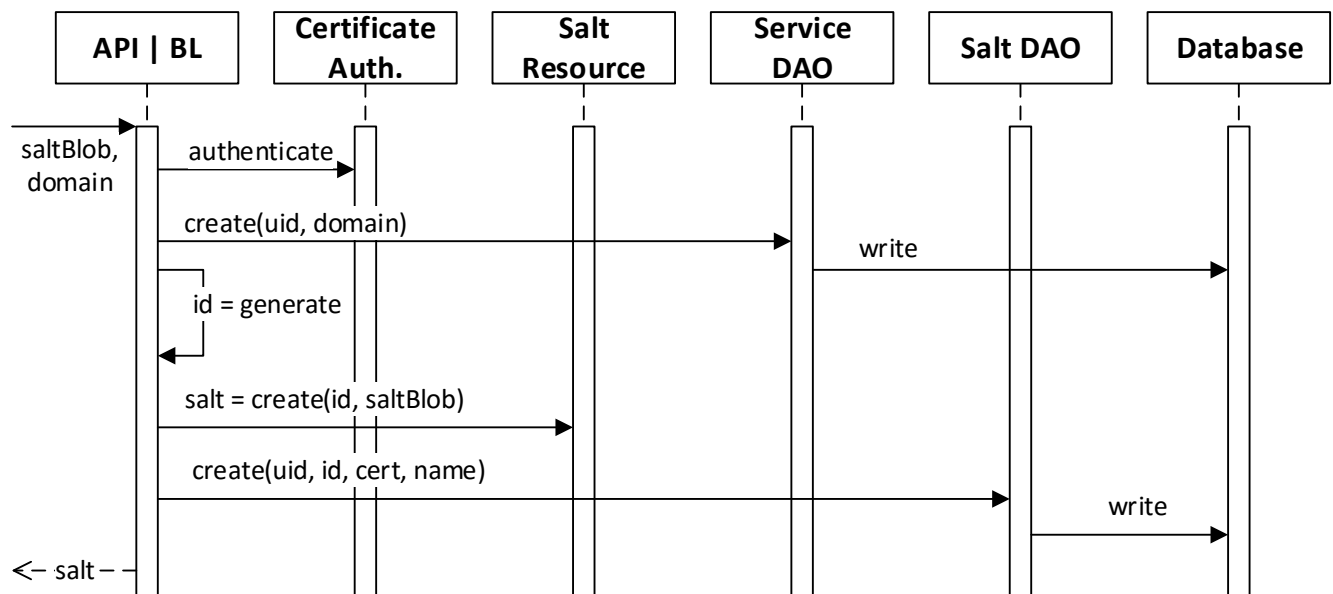 API | BL
Certificate
Auth.
Salt
Resource
Service
DAO
Salt DAO
Database
saltBlob,
domain
authenticate
create(uid, domain)
write
id = generate
salt = create(id, saltBlob)
create(uid, id, cert, name)
write
salt